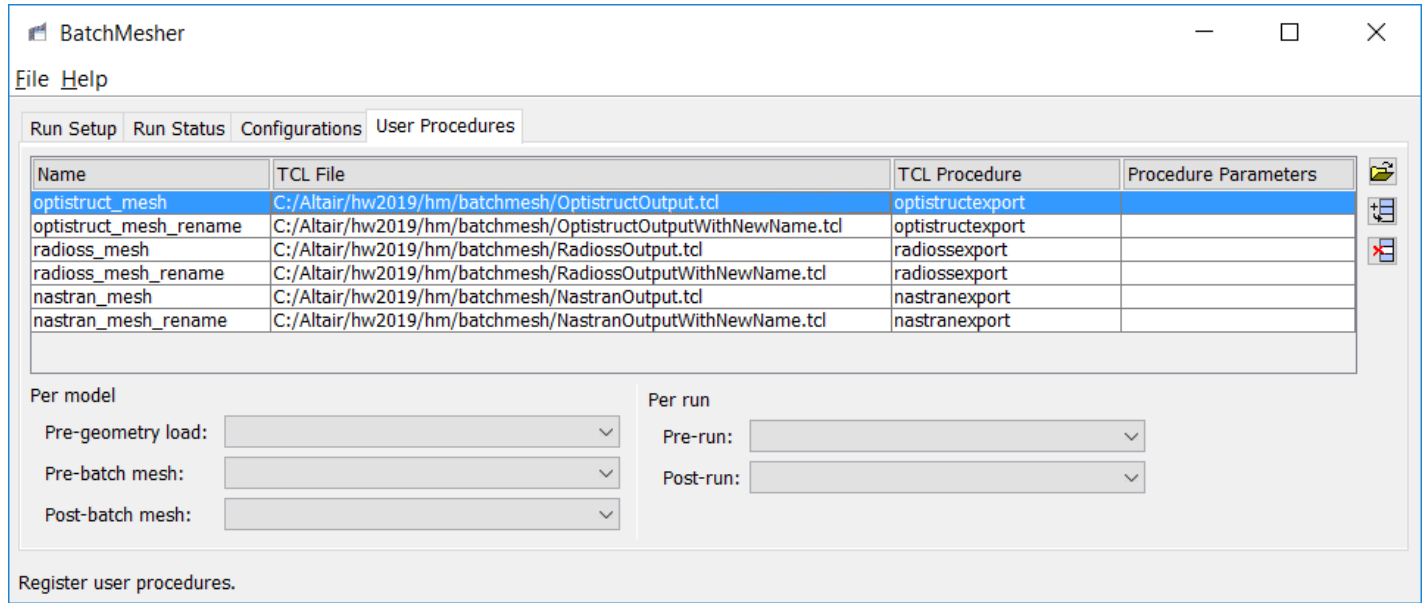 BatchMesher
File Help
Run Setup Run Status Configurations User Procedures
Name TCL File TCL Procedure Procedure Parameters
optistruct_mesh C:/Altair/hw2019/hm/batchmesh/OptistructOutput.tcl optistructexport
optistruct_mesh_rename C:/Altair/hw2019/hm/batchmesh/OptistructOutputWithNewName.tcl optistructexport
radioss_mesh C:/Altair/hw2019/hm/batchmesh/RadiossOutput.tcl radiossexport
radioss_mesh_rename C:/Altair/hw2019/hm/batchmesh/RadiossOutputWithNewName.tcl radiossexport
nastran_mesh C:/Altair/hw2019/hm/batchmesh/NastranOutput.tcl nastranexport
nastran_mesh_rename C:/Altair/hw2019/hm/batchmesh/NastranOutputWithNewName.tcl nastranexport
Per model
Pre-geometry load:
Pre-batch mesh:
Post-batch mesh:
Per run
Pre-run:
Post-run:
Register user procedures.